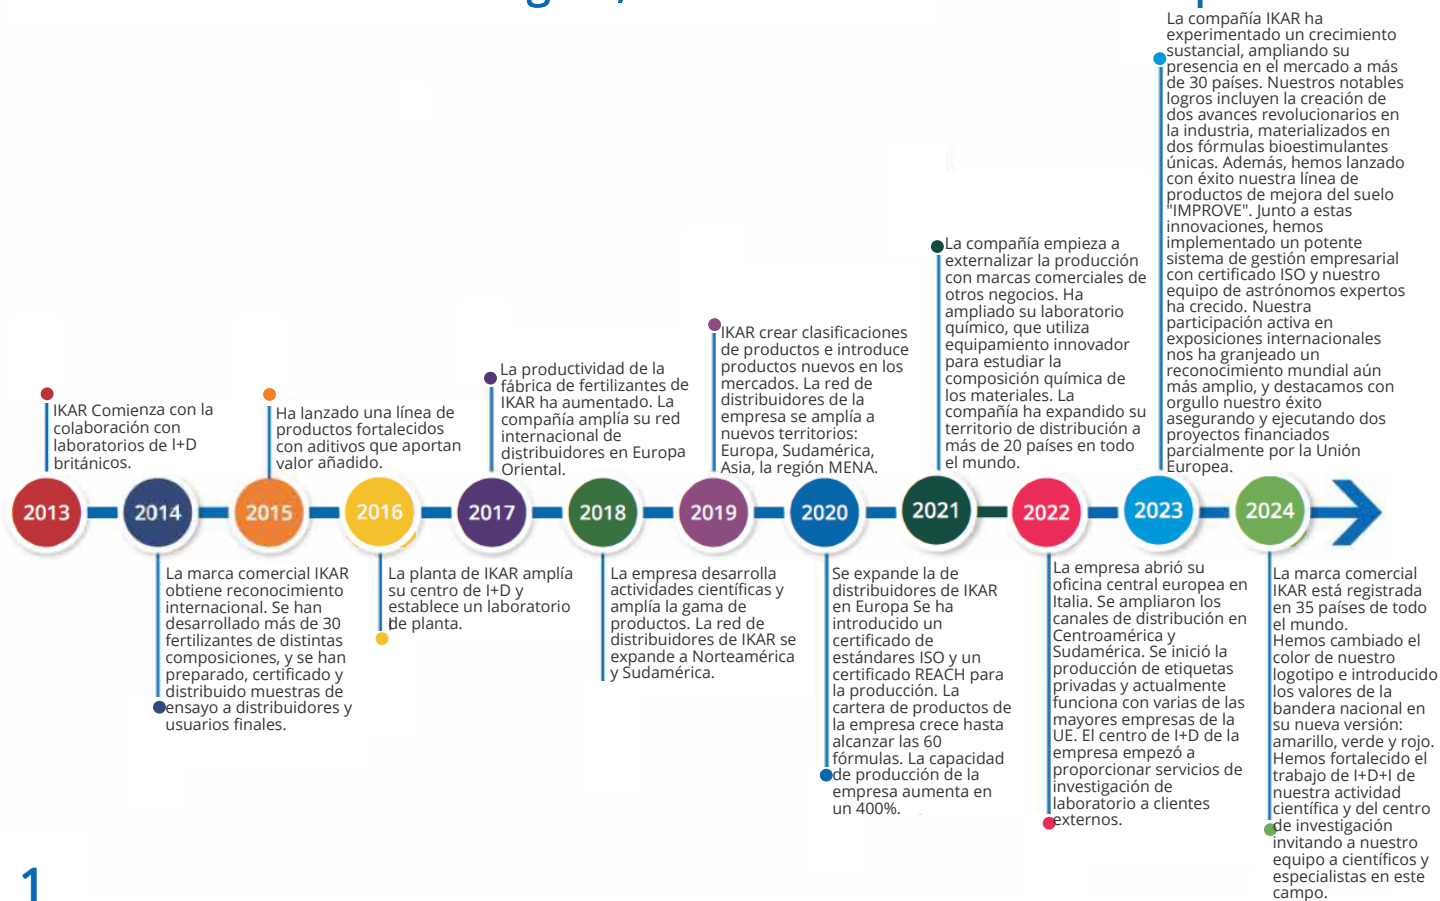 La compañía IKAR ha
experimentado un crecimiento
sustancial, ampliando su
presencia en el mercado a más
de 30 países. Nuestros notables
logros incluyen la creación de
dos avances revolucionarios en
la industria, materializados en
dos fórmulas bioestimulantes
únicas. Además, hemos lanzado
con éxito nuestra línea de
productos de mejora del suelo
"IMPROVE". Junto a estas
innovaciones, hemos
implementado un potente
sistema de gestión empresarial
con certificado ISO y nuestro
equipo de astrónomos expertos
ha crecido. Nuestra
participación activa en
exposiciones internacionales
nos ha granjeado un
reconocimiento mundial aún
más amplio, y destacamos con
orgullo nuestro éxito
asegurando y ejecutando dos
proyectos financiados
parcialmente por la Unión
Europea.
La compañía empieza a
externalizar la producción
con marcas comerciales de
otros negocios. Ha
ampliado su laboratorio
químico, que utiliza
equipamiento innovador
para estudiar la
composición química de
los materiales. La
compañía ha expandido su
territorio de distribución a
más de 20 países en todo
el mundo.
IKAR crear clasificaciones
de productos e introduce
productos nuevos en los
mercados. La red de
distribuidores de la
empresa se amplía a
nuevos territorios:
Europa, Sudamérica,
Asia, la región MENA.
La productividad de la
fábrica de fertilizantes de
IKAR ha aumentado. La
compañía amplía su red
internacional de
distribuidores en Europa
Oriental.
Ha lanzado una línea de
productos fortalecidos
con aditivos que aportan
valor añadido.
IKAR Comienza con la
colaboración con
laboratorios de I+D
británicos.
2013
2014
2015
2016
2017
2018
2019
2020
2021
2022
2023
2024
La marca comercial IKAR
obtiene reconocimiento
internacional. Se han
desarrollado más de 30
fertilizantes de distintas
composiciones, y se han
preparado, certificado y
distribuido muestras de
ensayo a distribuidores y
usuarios finales.
La planta de IKAR amplía
su centro de I+D y
establece un laboratorio
de planta.
La empresa desarrolla
actividades científicas y
amplía la gama de
productos. La red de
distribuidores de IKAR se
expande a Norteamérica
y Sudamérica.
Se expande la de
distribuidores de IKAR
en Europa Se ha
introducido un
certificado de
estándares ISO y un
certificado REACH para
la producción. La
cartera de productos de
la empresa crece hasta
alcanzar las 60
fórmulas. La capacidad
de producción de la
empresa aumenta en
un 400%.
La empresa abrió su
oficina central europea en
Italia. Se ampliaron los
canales de distribución en
Centroamérica y
Sudamérica. Se inició la
producción de etiquetas
privadas y actualmente
funciona con varias de las
mayores empresas de la
UE. El centro de I+D de la
empresa empezó a
proporcionar servicios de
investigación de
laboratorio a clientes
externos.
La marca comercial
IKAR está registrada
en 35 países de todo
el mundo.
Hemos cambiado el
color de nuestro
logotipo e introducido
los valores de la
bandera nacional en
su nueva versión:
amarillo, verde y rojo.
Hemos fortalecido el
trabajo de I+D+I de
nuestra actividad
científica y del centro
de investigación
invitando a nuestro
equipo a científicos y
especialistas en este
campo.
1